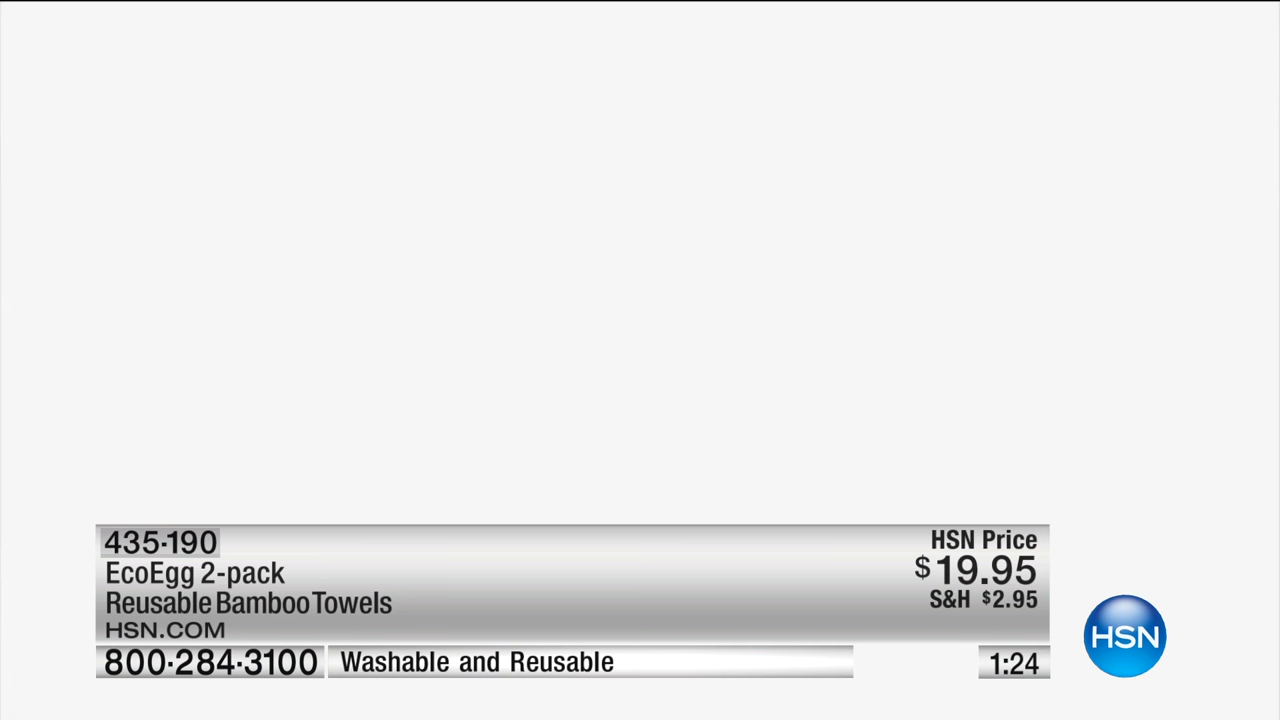 435-190
EcoEgg 2-pack
Reusable Bamboo Towels
HSN.COM
HSN Price
$19.95
S&H $2.95
800-284-3100
Washable and Reusable
1:24
HSN